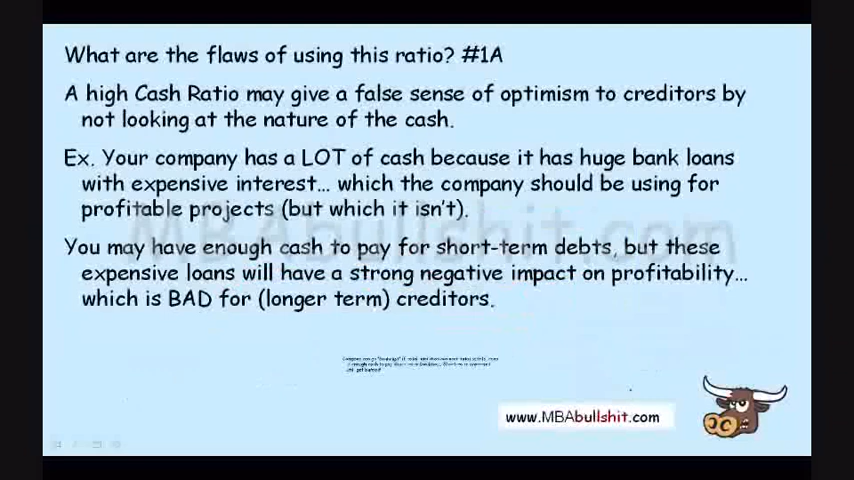 What are the flaws of using this ratio? #1A
A high Cash Ratio may give a false sense of optimism to creditors by
not looking at the nature of the cash.
Ex. Your company has a LOT of cash because it has huge bank loans
with expensive interest... which the company should be using for
profitable projects (but which it isn't).
MBAbullshit.com
You may have enough cash to pay for short-term debts, but these
expensive loans will have a strong negative impact on profitability...
which is BAD for (longer term) creditors.
www.MBAbullshit.com